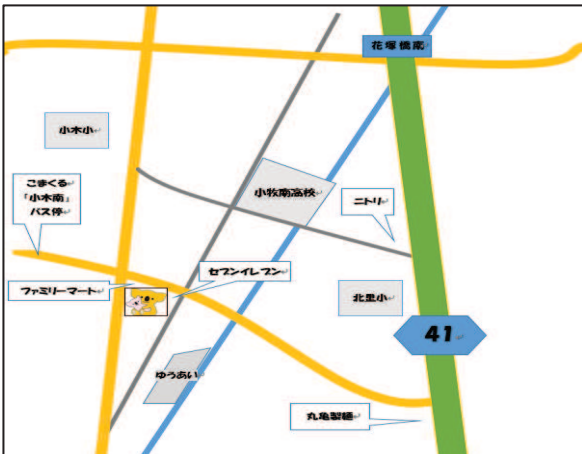 花塚橋南
小木小
こまくる
「小木南」
バス停
小牧南高校
ニトリ
セブンイレブン
ファミリーマート
北里小
41
ゆうあい
丸亀製麺